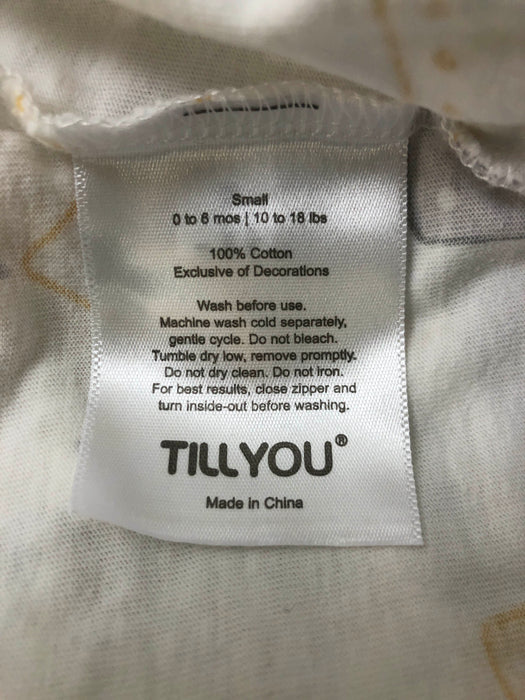 Small
0 to 6 mos | 10 to 18 lbs
100% Cotton
Exclusive of Decorations
Wash before use.
Machine wash cold separately,
gentle cycle. Do not bleach.
Tumble dry low, remove promptly.
Do not dry clean. Do not iron.
For best results, close zipper and
turn inside-out before washing.
TILLYOU®
Made in China